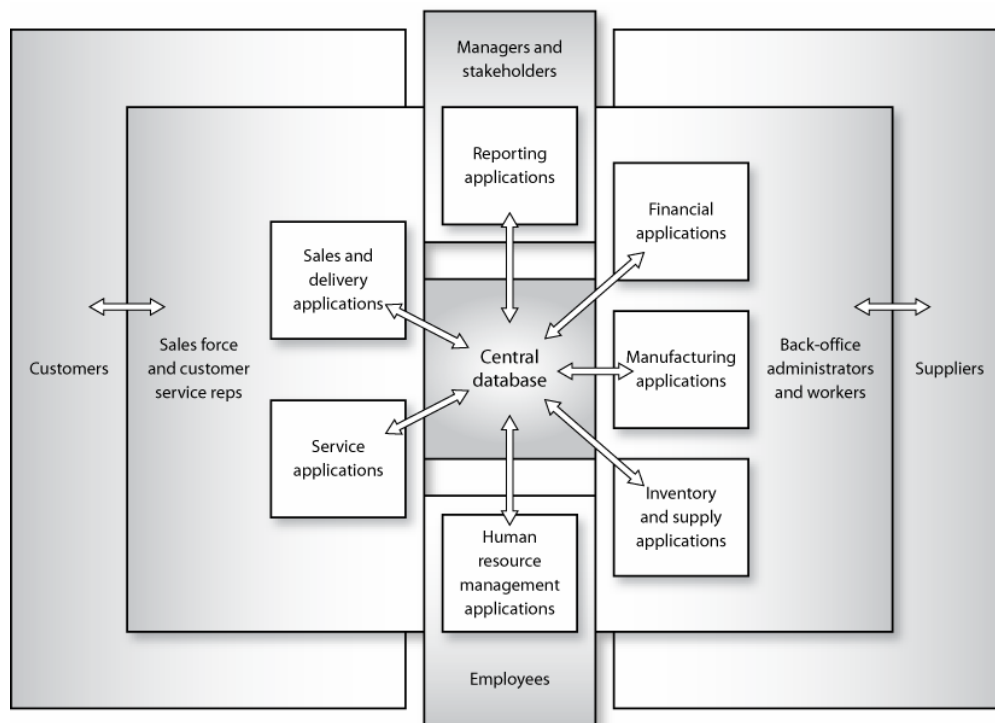 Managers and
stakeholders
Reporting
applications
Financial
applications
Sales and
delivery
applications
Central
database
Manufacturing
applications
Customers
Sales force
and customer
service reps
Back-office
administrators
and workers
Suppliers
Service
applications
Inventory
and supply
applications
Human
resource
management
applications
Employees